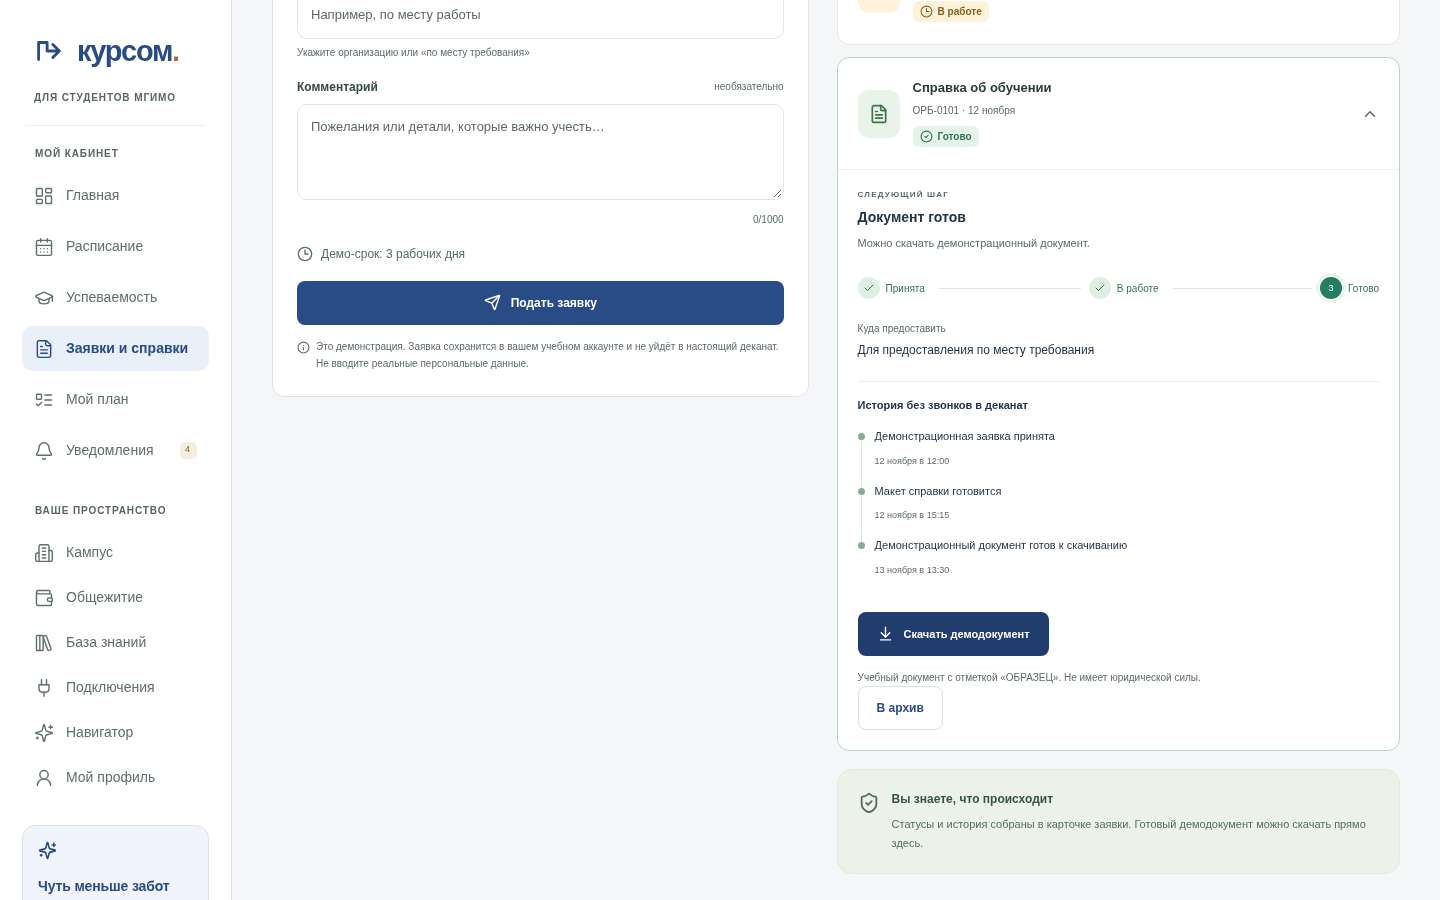 курсом.
ДЛЯ СТУДЕНТОВ МГИМО
МОЙ КАБИНЕТ
Главная
Расписание
Успеваемость
Заявки и справки
Мой план
Уведомления 4
ВАШЕ ПРОСТРАНСТВО
Кампус
Общежитие
База знаний
Подключения
Навигатор
Мой профиль
Чуть меньше забот
Например, по месту работы
Укажите организацию или «по месту требования»
Комментарий необязательно
Пожелания или детали, которые важно учесть…
0/1000
Демо-срок: 3 рабочих дня
Подать заявку
Это демонстрация. Заявка сохранится в вашем учебном аккаунте и не уйдёт в настоящий деканат.
Не вводите реальные персональные данные.
В работе
Справка об обучении
ОРБ-0101 · 12 ноября
Готово
СЛЕДУЮЩИЙ ШАГ
Документ готов
Можно скачать демонстрационный документ.
Принята В работе 3 Готово
Куда предоставить
Для предоставления по месту требования
История без звонков в деканат
Демонстрационная заявка принята
12 ноября в 12:00
Макет справки готовится
12 ноября в 15:15
Демонстрационный документ готов к скачиванию
13 ноября в 13:30
Скачать демодокумент
Учебный документ с отметкой «ОБРАЗЕЦ». Не имеет юридической силы.
В архив
Вы знаете, что происходит
Статусы и история собраны в карточке заявки. Готовый демодокумент можно скачать прямо
здесь.